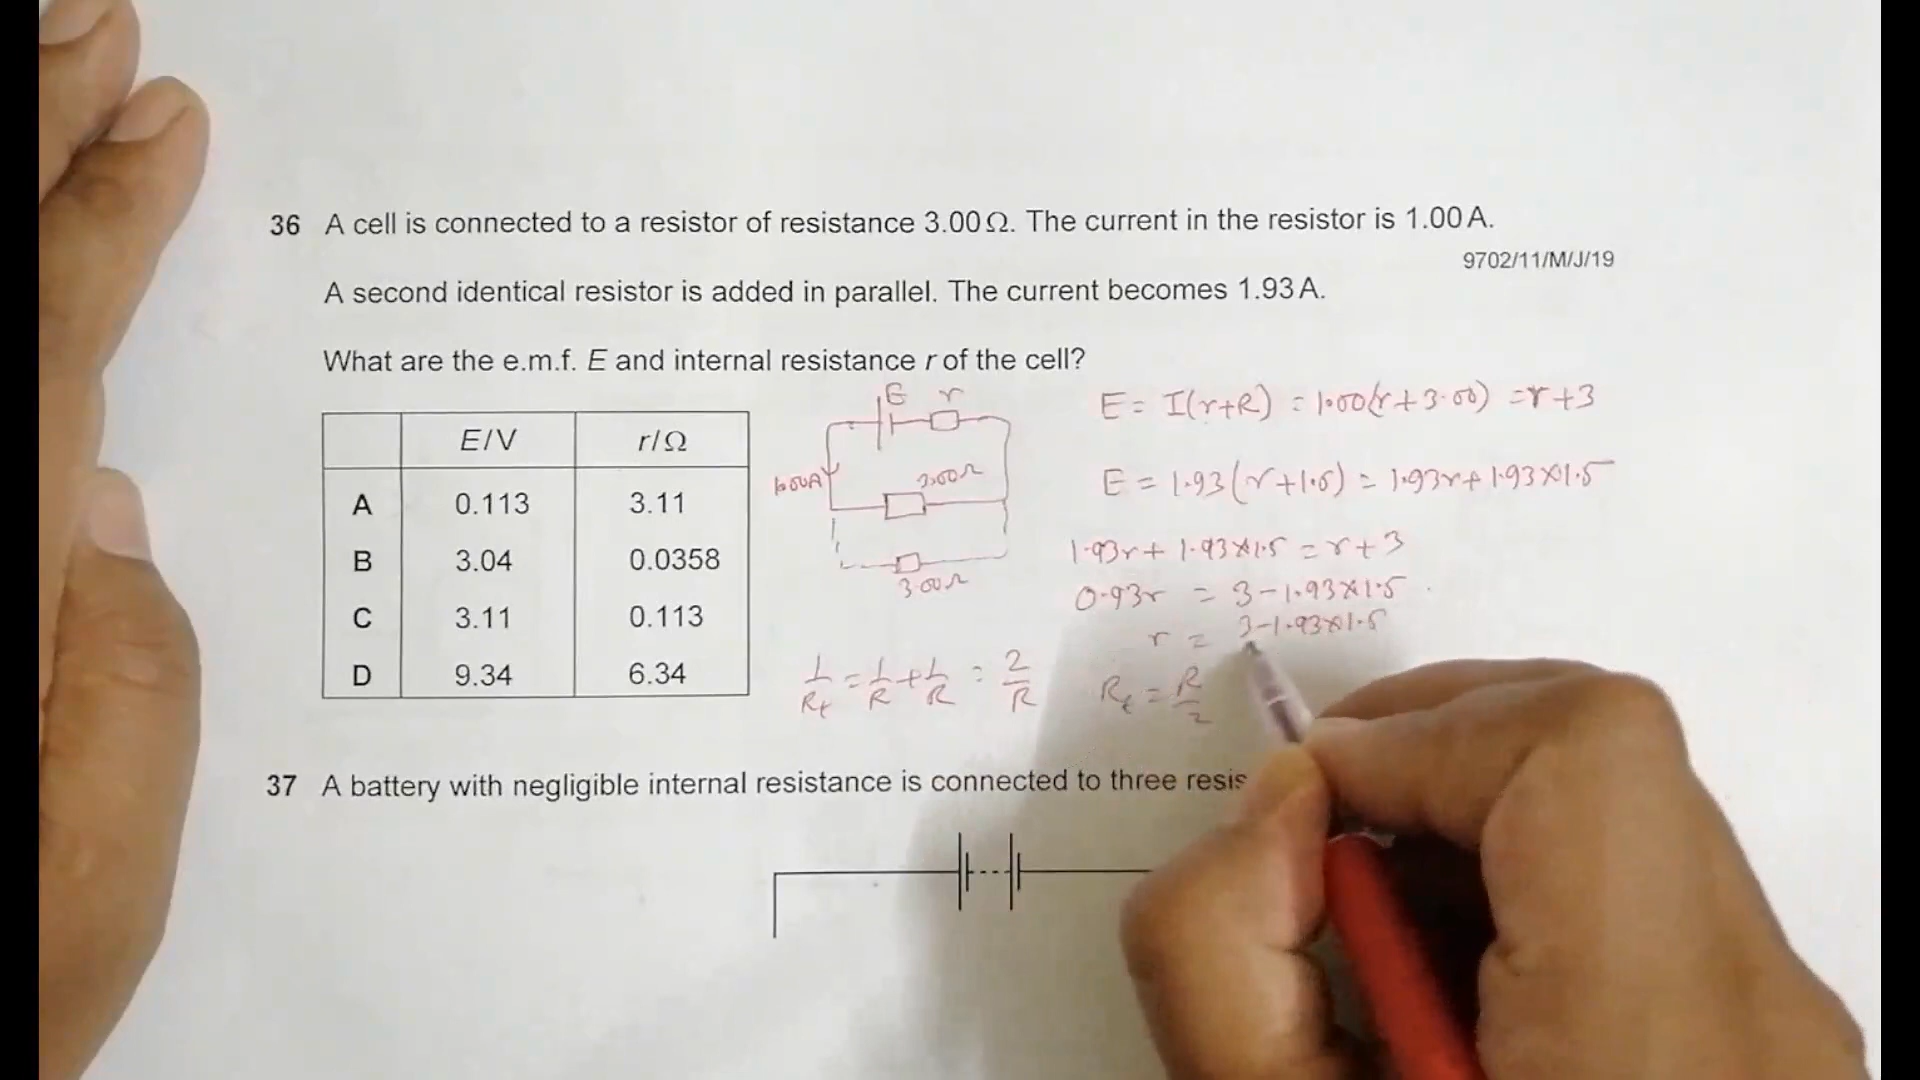 36 A cell is connected to a resistor of resistance 3.00 Ω. The current in the resistor is 1.00 A.
9702/11/M/J/19
A second identical resistor is added in parallel. The current becomes 1.93 A.
What are the e.m.f. E and internal resistance r of the cell?
E/V r/Ω
A 0.113 3.11
B 3.04 0.0358
C 3.11 0.113
D 9.34 6.34
E r
1.00A
3.00Ω
3.00Ω
E = I(r+R) = 1.00(r+3.00) = r+3
E = 1.93(r+1.5) = 1.93r+1.93×1.5
1.93r + 1.93×1.5 = r+3
0.93r = 3-1.93×1.5
r = 3-1.93×1.5
1/Rt = 1/R + 1/R = 2/R
Rt = R/2
37 A battery with negligible internal resistance is connected to three resis